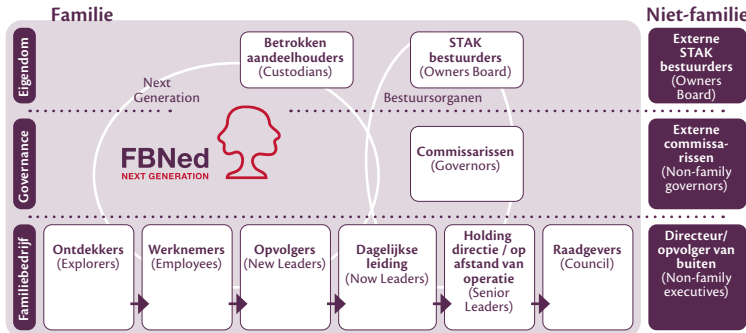 Familie
Niet-familie
Eigendom
Betrokken
aandeelhouders
(Custodians)
STAK
bestuurders
(Owners Board)
Externe
STAK
bestuurders
(Owners
Board)
Next
Generation
Bestuursorganen
Governance
FBNed
NEXT GENERATION
Commissarissen
(Governors)
Externe
commissa-
rissen
(Non-family
governors)
Familiebedrijf
Ontdekkers
(Explorers)
Werknemers
(Employees)
Opvolgers
(New Leaders)
Dagelijkse
leiding
(Now Leaders)
Holding
directie / op
afstand van
operatie
(Senior
Leaders)
Raadgevers
(Council)
Directeur/
opvolger van
buiten
(Non-family
executives)